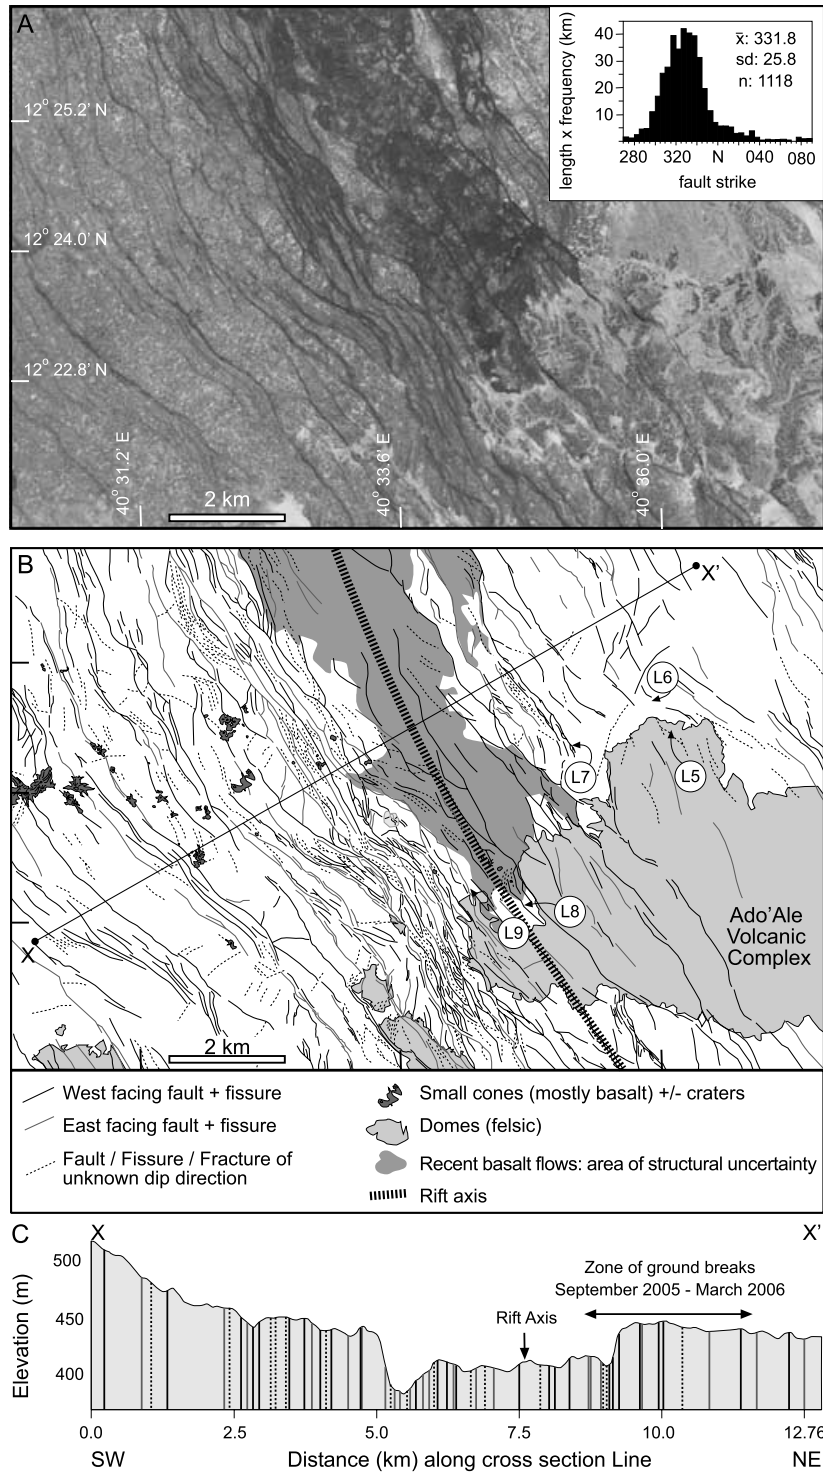 A
length x frequency (km)
40
30
20
10
x̄: 331.8
sd: 25.8
n: 1118
280 320 N 040 080
fault strike
12° 25.2' N
12° 24.0' N
12° 22.8' N
40° 31.2' E
40° 33.6' E
40° 36.0' E
2 km
B
X'
L6
L7
L5
L8
L9
Ado'Ale
Volcanic
Complex
X
2 km
West facing fault + fissure
East facing fault + fissure
Fault / Fissure / Fracture of
unknown dip direction
Small cones (mostly basalt) +/- craters
Domes (felsic)
Recent basalt flows: area of structural uncertainty
Rift axis
C
X
X'
Elevation (m)
500
450
400
Zone of ground breaks
September 2005 - March 2006
Rift Axis
0.0 2.5 5.0 7.5 10.0 12.76
SW Distance (km) along cross section Line NE